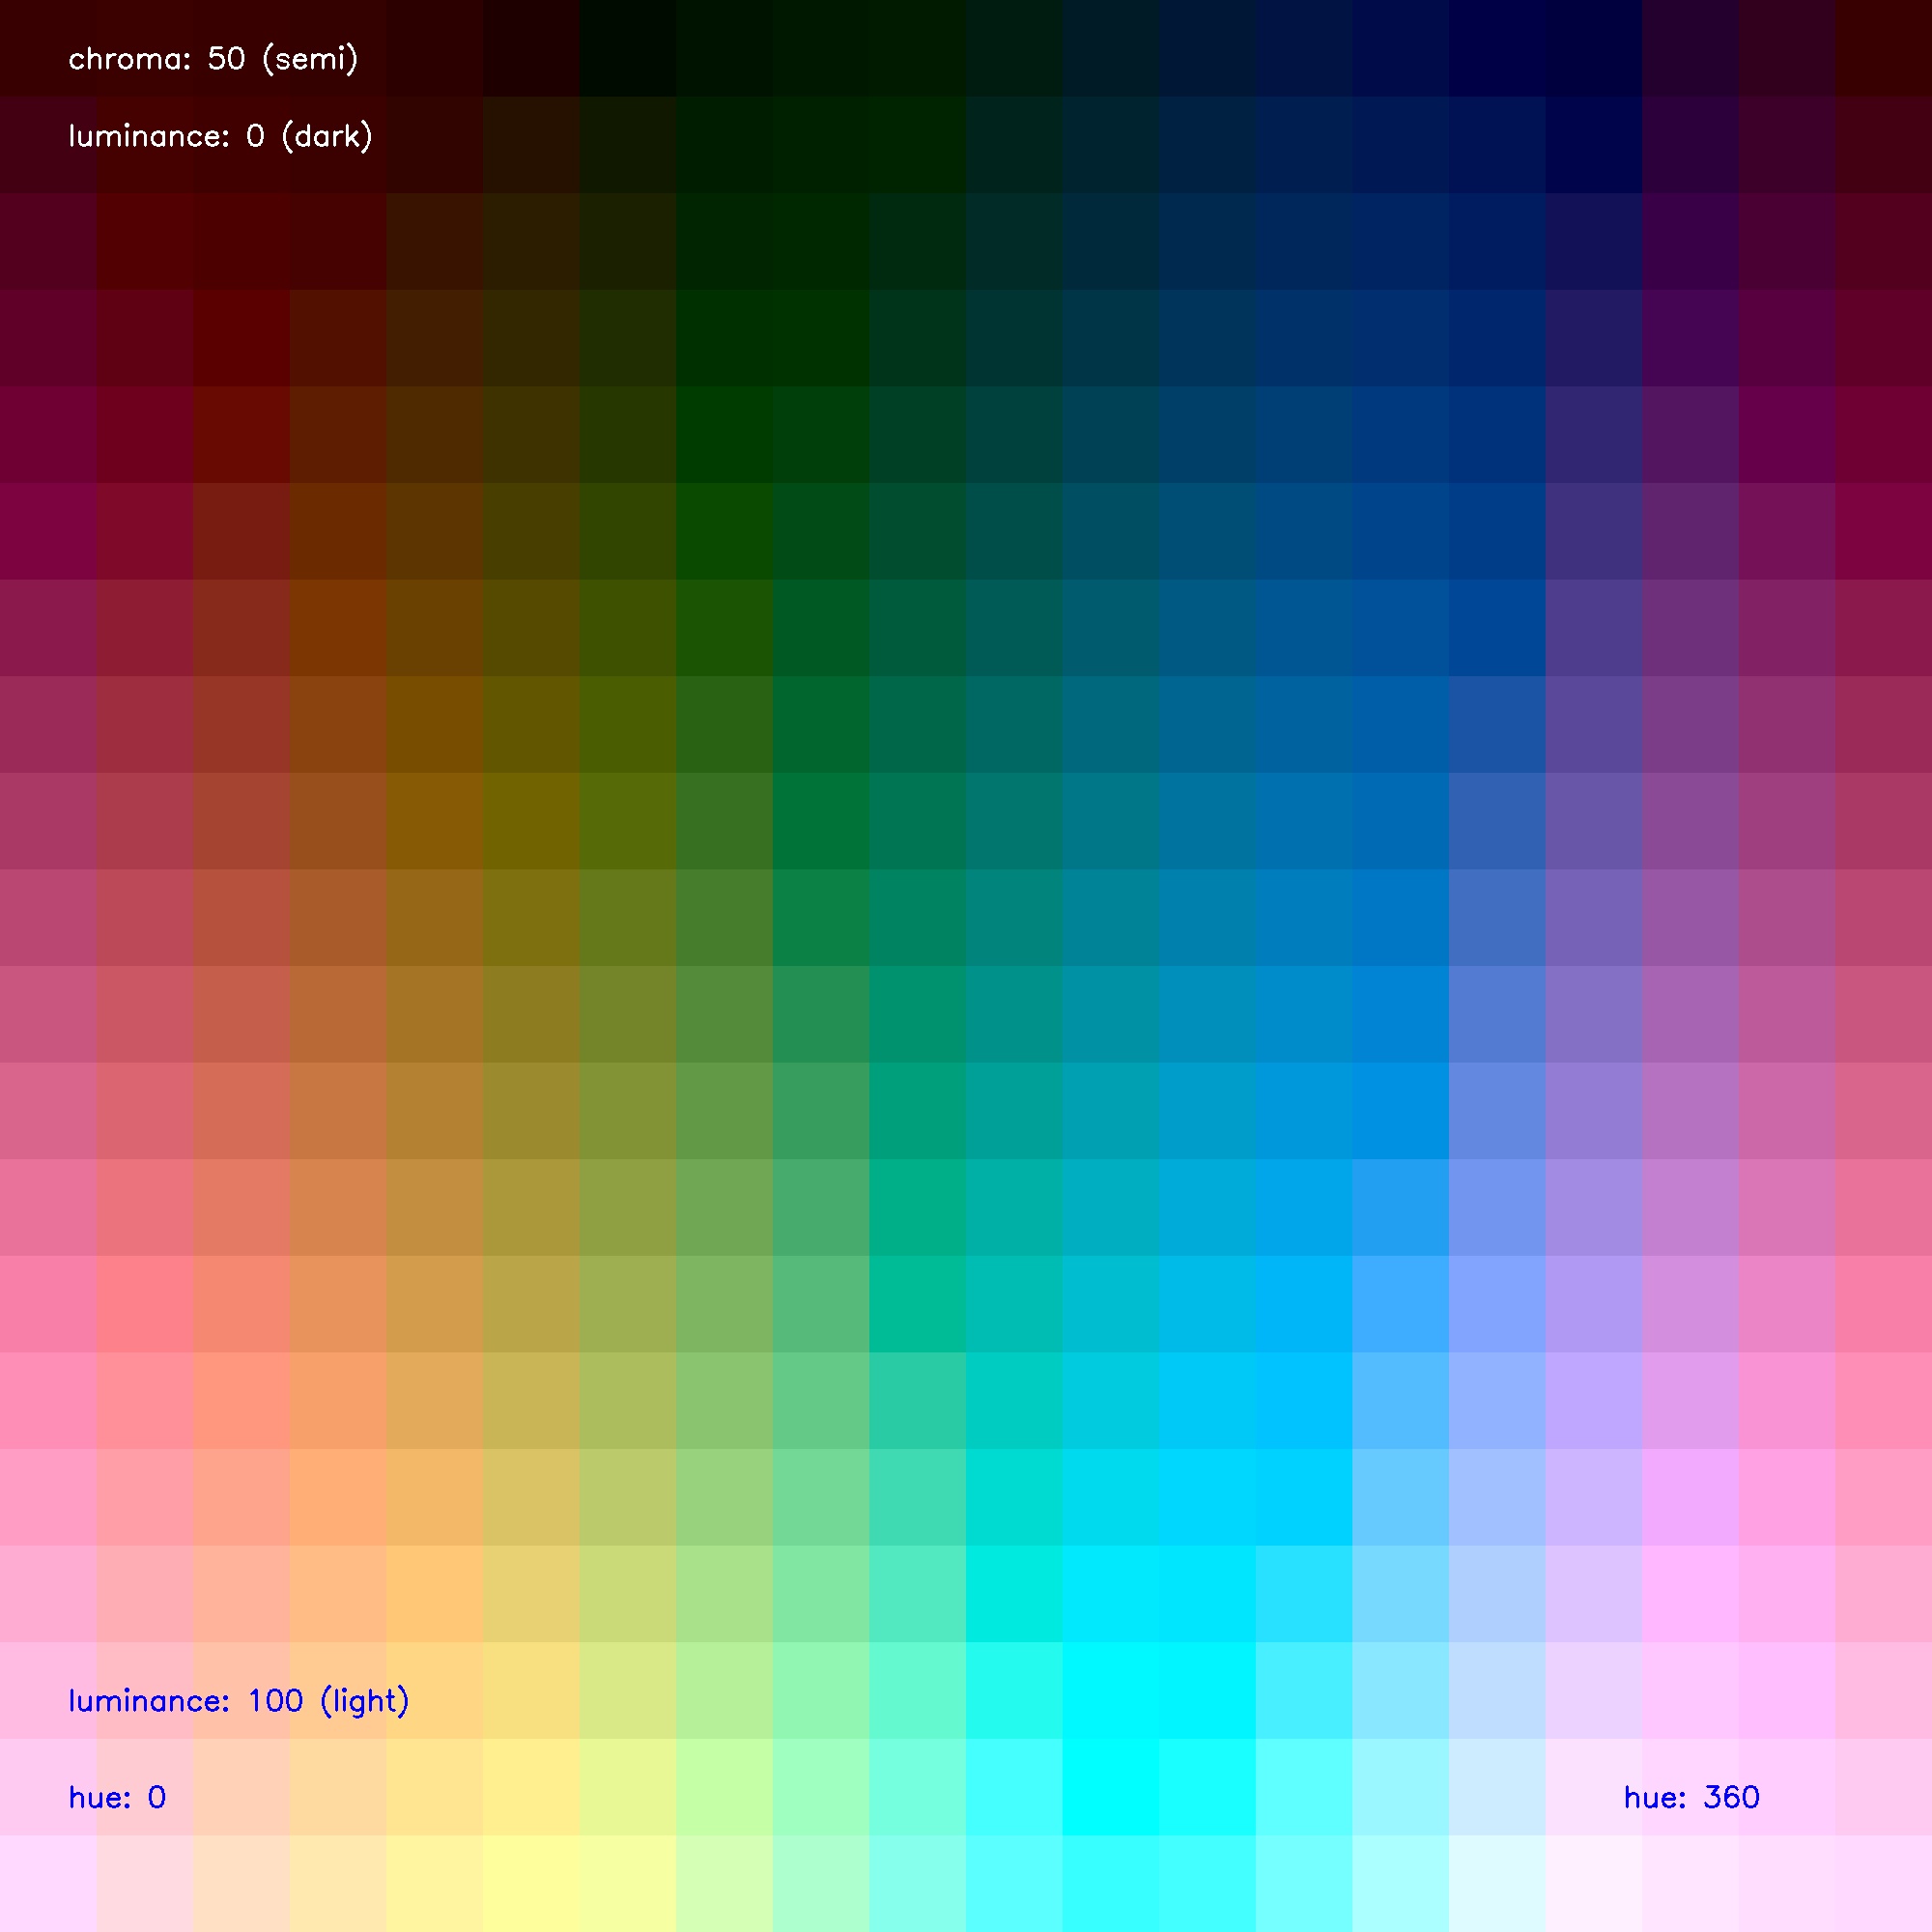 chroma: 50 (semi)
luminance: 0 (dark)
luminance: 100 (light)
hue: 0
hue: 360